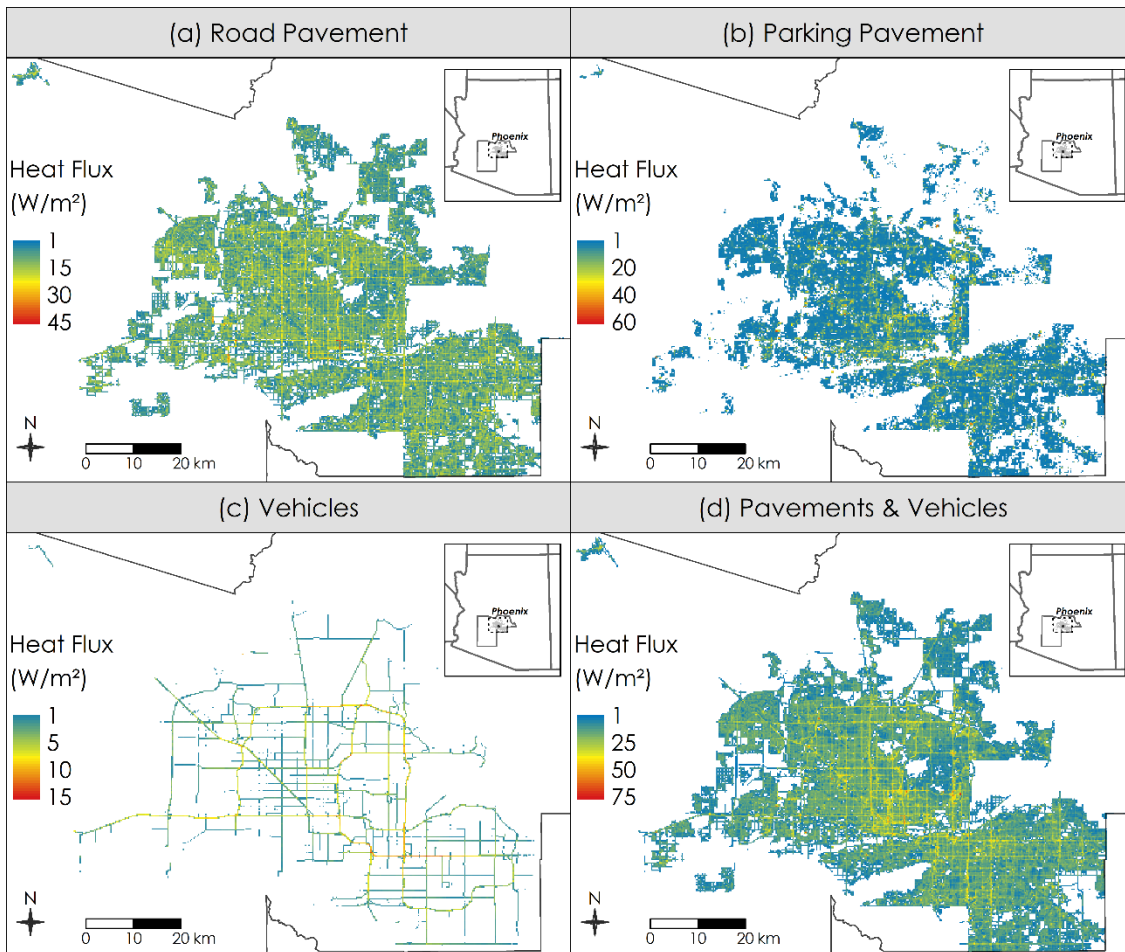 (a) Road Pavement
(b) Parking Pavement
Phoenix
Heat Flux
(W/m²)
1
15
30
45
N
0 10 20 km
Phoenix
Heat Flux
(W/m²)
1
20
40
60
N
0 10 20 km
(c) Vehicles
(d) Pavements & Vehicles
Phoenix
Heat Flux
(W/m²)
1
5
10
15
N
0 10 20 km
Phoenix
Heat Flux
(W/m²)
1
25
50
75
N
0 10 20 km